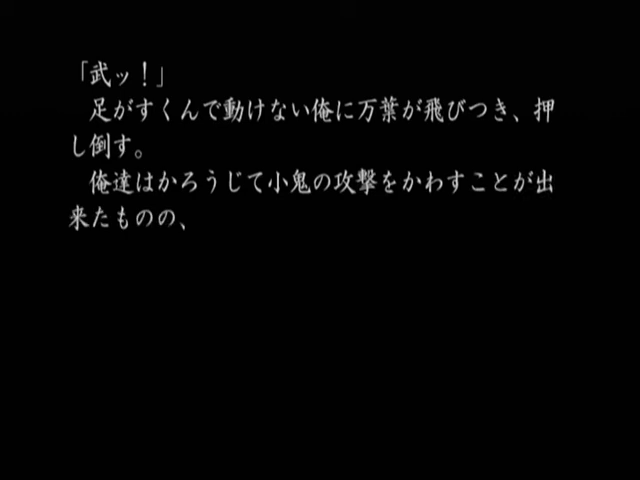 「武ッ！」
　足がすくんで動けない俺に万葉が飛びつき、押
し倒す。
　俺達はかろうじて小鬼の攻撃をかわすことが出
来たものの、